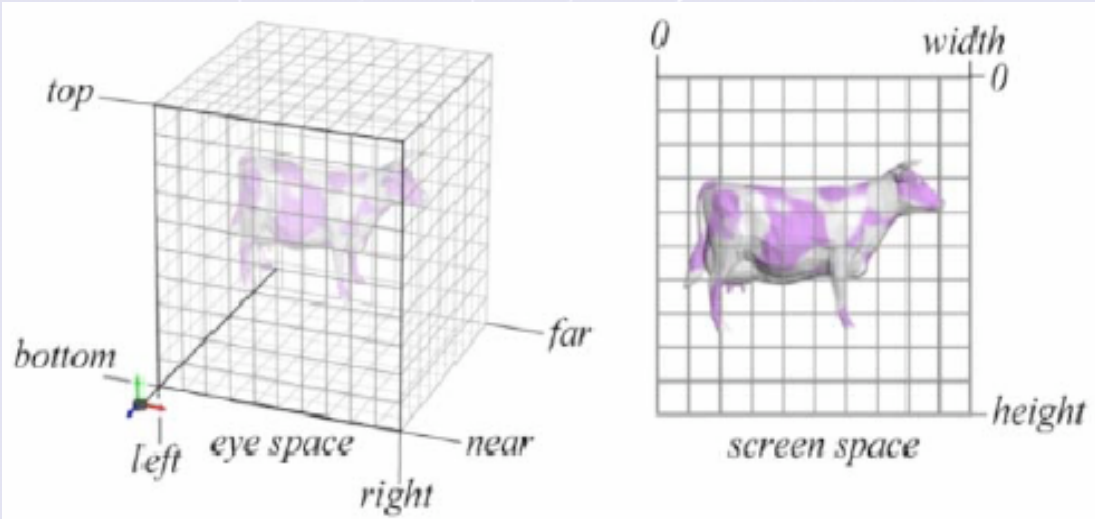 top
bottom
left
eye space
near
far
right
0
width
0
height
screen space